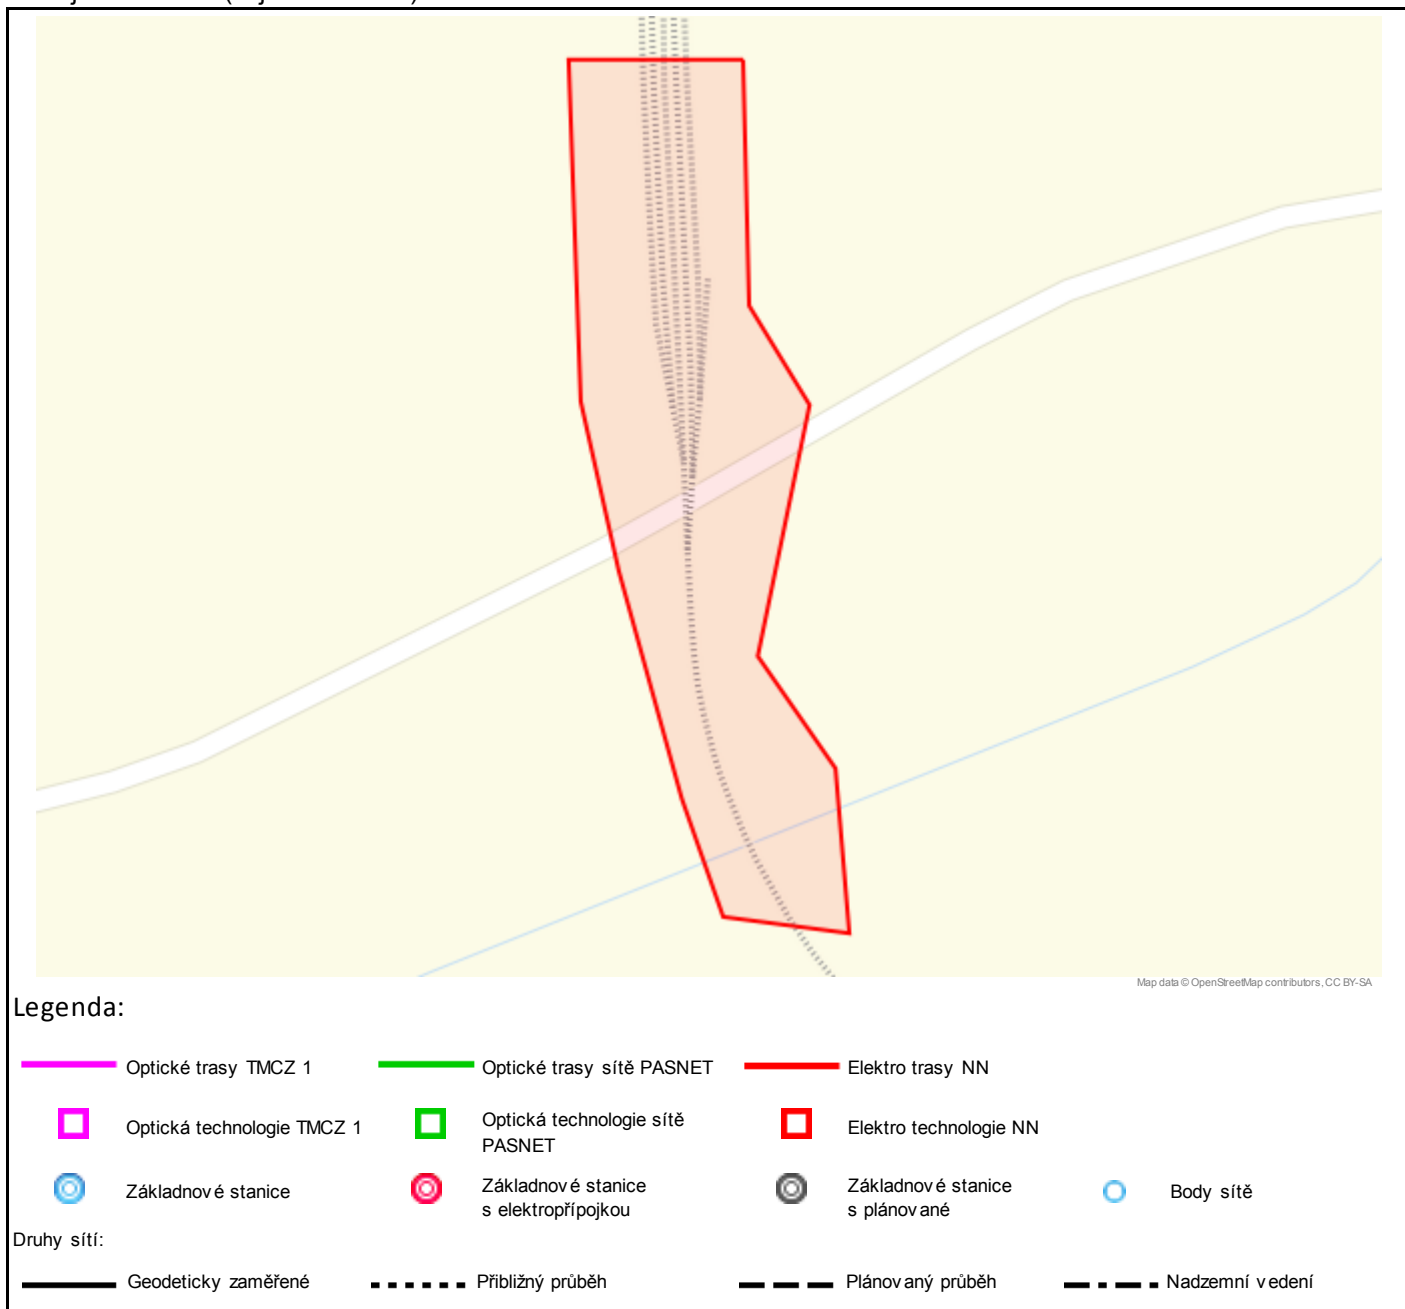 Map data © OpenStreetMap contributors, CC BY-SA
Legenda:
Optické trasy TMCZ 1
Optické trasy sítě PASNET
Elektro trasy NN
Optická technologie TMCZ 1
Optická technologie sítě
PASNET
Elektro technologie NN
Základnové stanice
Základnové stanice
s elektropřípojkou
Základnové stanice
s plánované
Body sítě
Druhy sítí:
Geodeticky zaměřené
Přibližný průběh
Plánovaný průběh
Nadzemní vedení